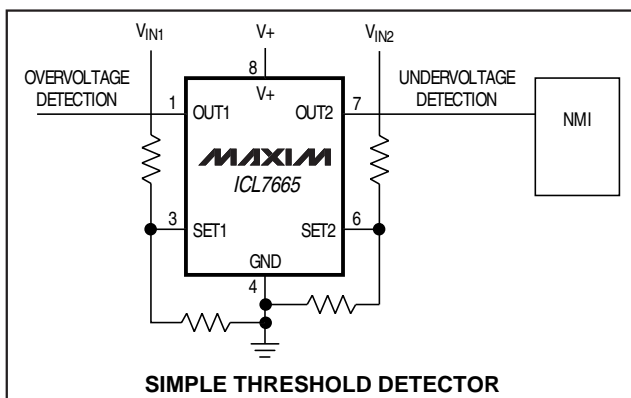 VIN1 V+ VIN2
OVERVOLTAGE
DETECTION
UNDERVOLTAGE
DETECTION
8
V+
1 OUT1 OUT2 7
NMI
MAXIM
ICL7665
3 SET1 SET2 6
GND
4
SIMPLE THRESHOLD DETECTOR